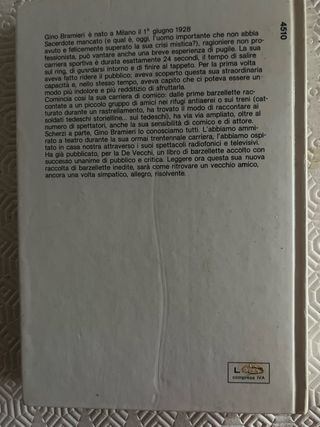 Gino Bramieri è nato a Milano il 1° giugno 1928
Sacerdote mancato (e qual è, oggi, l'uomo importante che non abbia
avuto e felicemente superato la sua crisi mistica?), ragioniere non pro-
fessionista, può vantare anche una breve esperienza di pugile. La sua
carriera sportiva è durata esattamente 24 secondi, il tempo di salire
sul ring, di guardarsi intorno e di finire al tappeto. Per la prima volta
aveva fatto ridere il pubblico; aveva scoperto questa sua straordinaria
capacità e, nello stesso tempo, aveva capito che ci poteva essere un
modo più indolore e più redditizio di sfruttarla.
Comincia così la sua carriera di comico: dalle prime barzellette rac-
contate a un piccolo gruppo di amici nei rifugi antiaerei o sui treni (cat-
turato durante un rastrellamento, ha trovato il modo di raccontare ai
soldati tedeschi storielline... sui tedeschi), ha via via ampliato, oltre al
numero di spettatori, anche la sua sensibilità di comico e di attore.
Scherzi a parte, Gino Bramieri lo conosciamo tutti. L'abbiamo ammi-
rato a teatro durante la sua ormai trentennale carriera, l'abbiamo ospi-
tato in casa nostra attraverso i suoi spettacoli radiofonici e televisivi.
Ha già pubblicato, per la De Vecchi, un libro di barzellette accolto con
successo unanime di pubblico e critica. Leggere ora questa sua nuova
raccolta di barzellette inedite, sarà come ritrovare un vecchio amico,
ancora una volta simpatico, allegro, risolvente.
4510
L.
compresa IVA